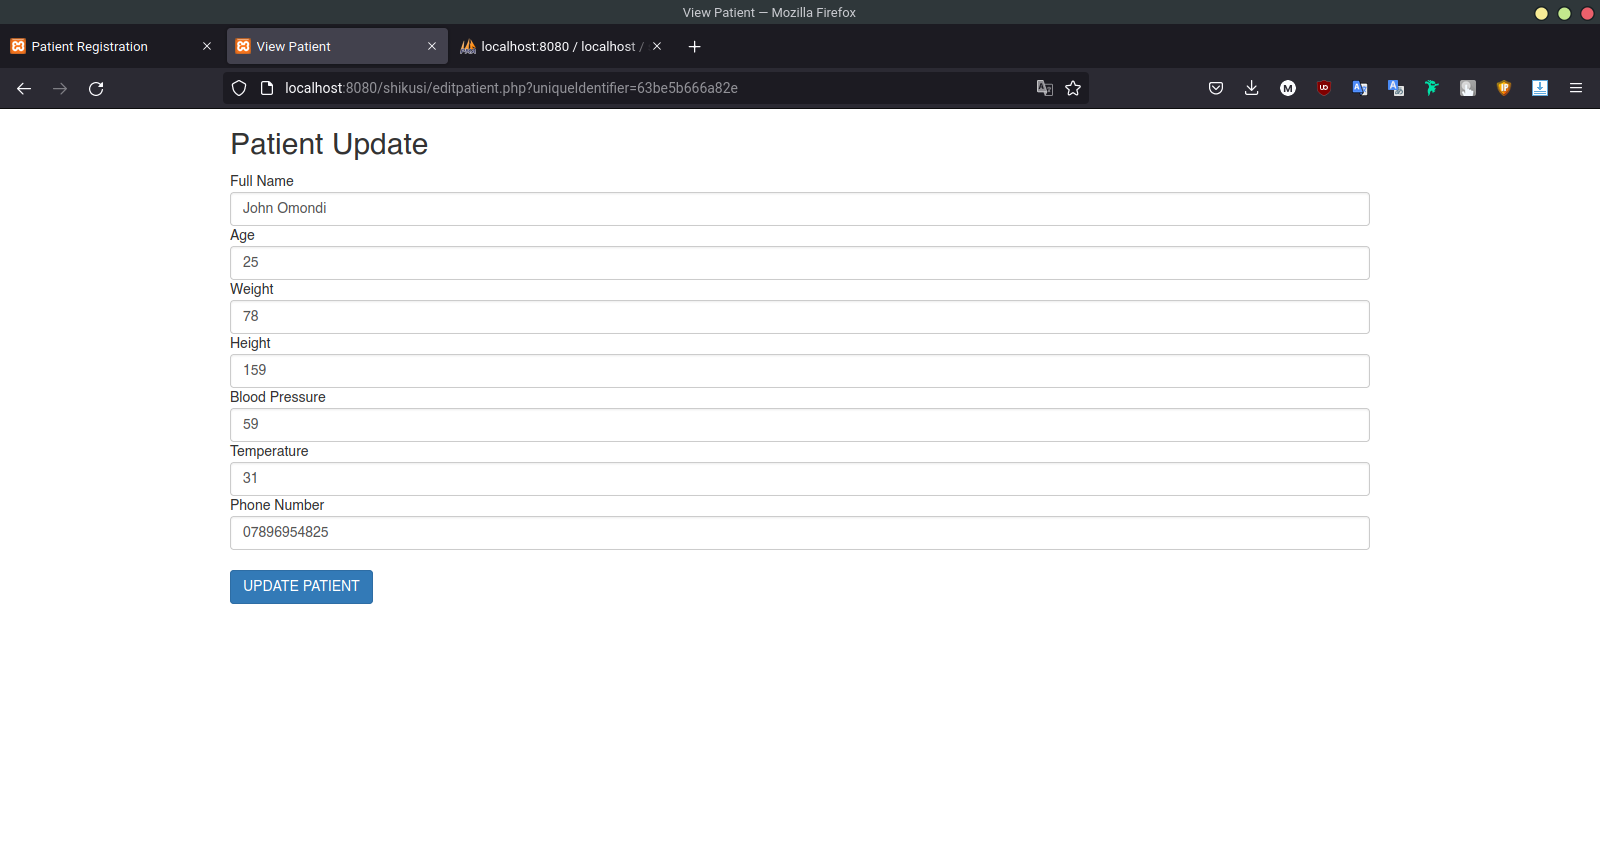 View Patient — Mozilla Firefox
Patient Registration
View Patient
localhost:8080 / localhost /
localhost:8080/shikusi/editpatient.php?uniqueIdentifier=63be5b666a82e
Patient Update
Full Name
John Omondi
Age
25
Weight
78
Height
159
Blood Pressure
59
Temperature
31
Phone Number
07896954825
UPDATE PATIENT